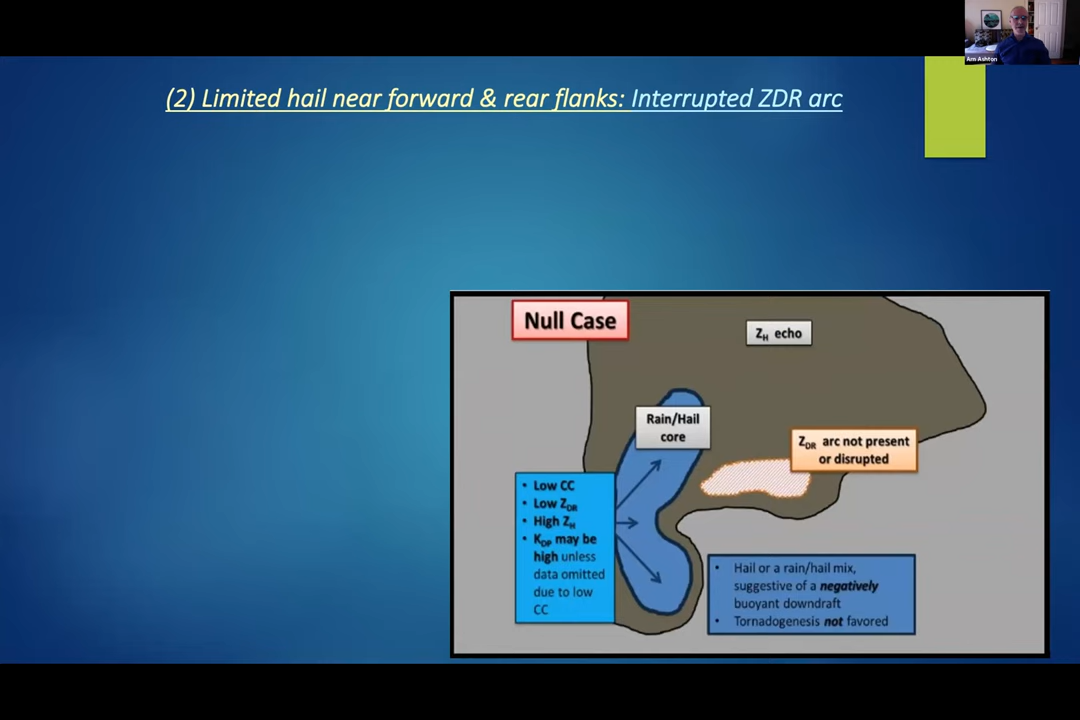 Arn Ashton
(2) Limited hail near forward & rear flanks: Interrupted ZDR arc
Null Case
ZH echo
Rain/Hail
core
ZDR arc not present
or disrupted
• Low CC
• Low ZDR
• High ZH
• KDP may be
high unless
data omitted
due to low
CC
• Hail or a rain/hail mix,
suggestive of a negatively
buoyant downdraft
• Tornadogenesis not favored